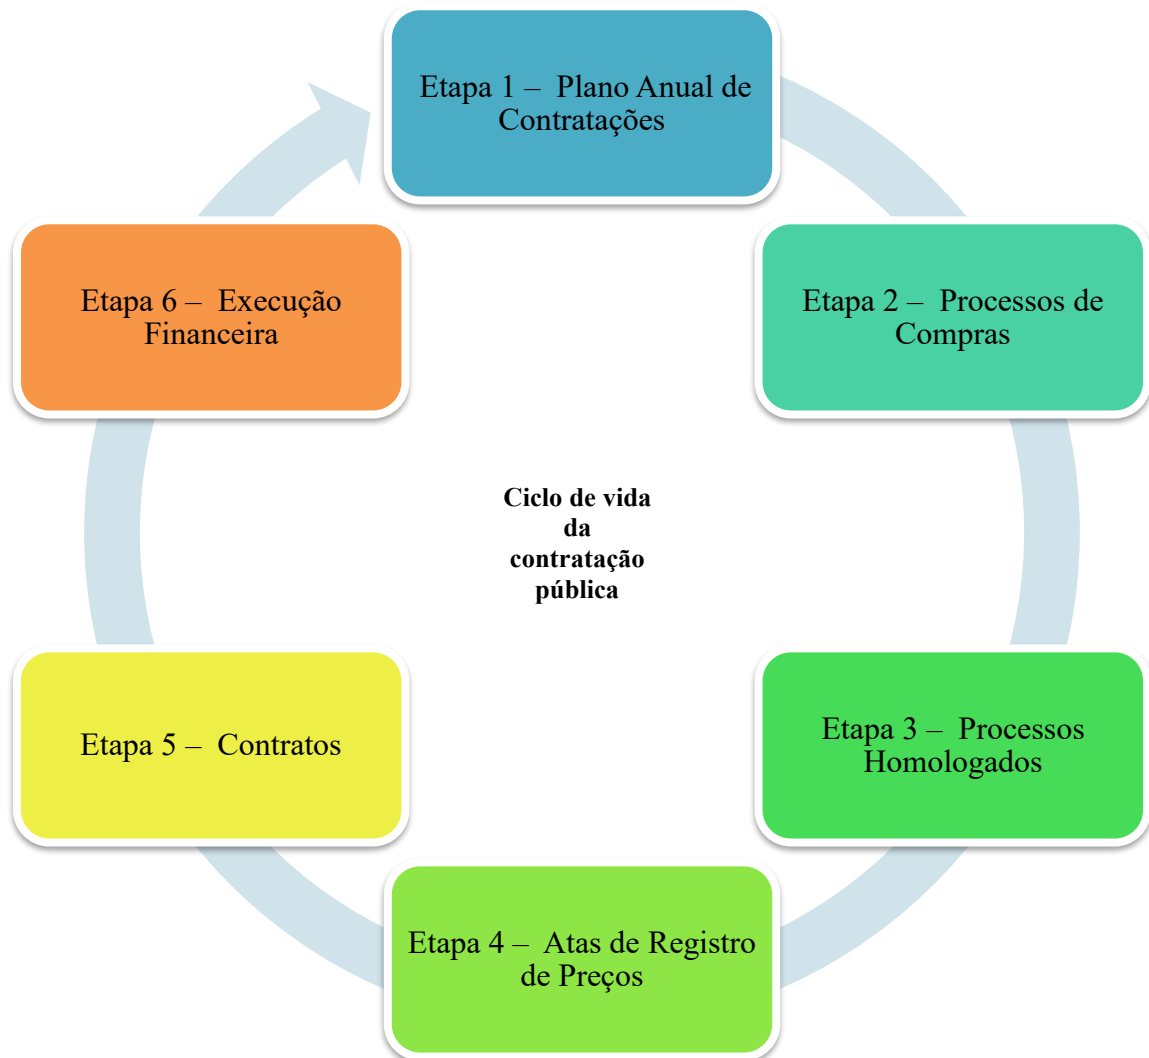 Etapa 1 – Plano Anual de
Contratações
Etapa 2 – Processos de
Compras
Etapa 3 – Processos
Homologados
Etapa 4 – Atas de Registro
de Preços
Etapa 5 – Contratos
Etapa 6 – Execução
Financeira
Ciclo de vida
da
contratação
pública